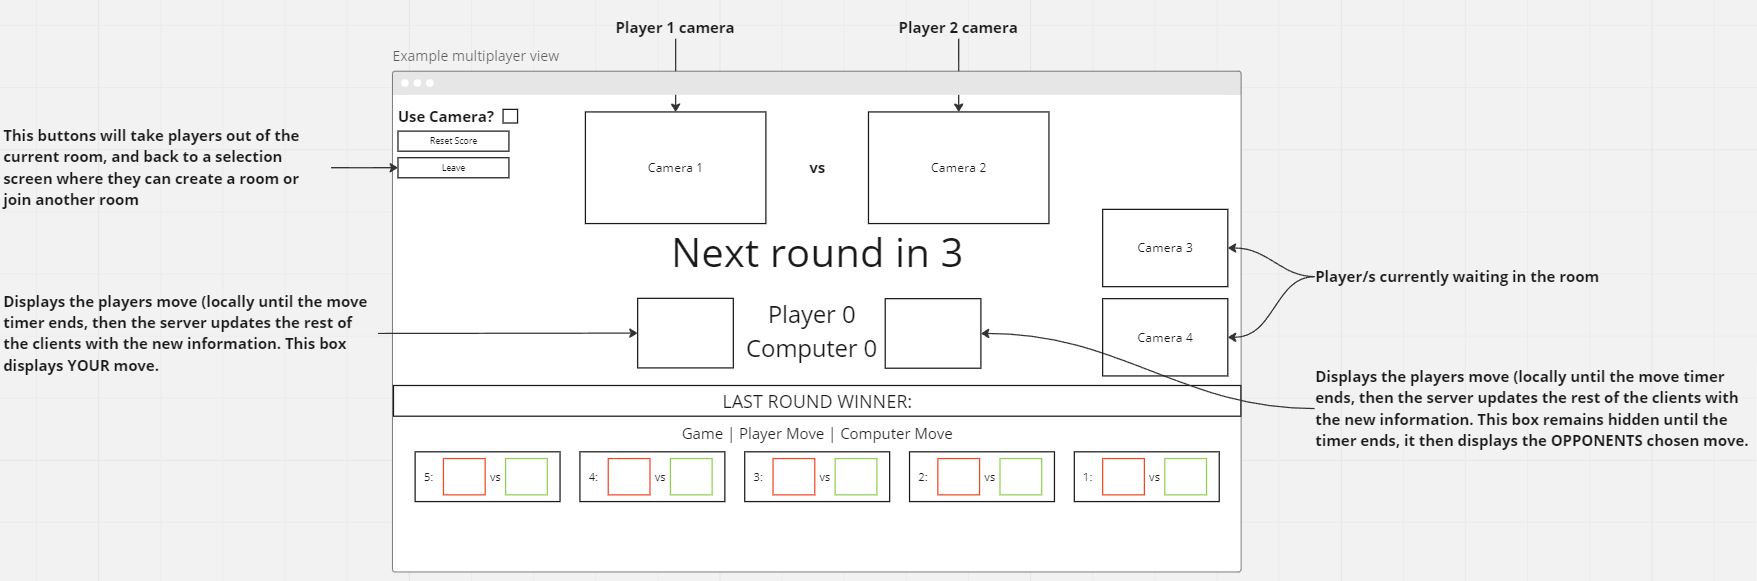 Player 1 camera
Player 2 camera
Example multiplayer view
Use Camera?
Reset Score
Leave
This buttons will take players out of the
current room, and back to a selection
screen where they can create a room or
join another room
Camera 1
vs
Camera 2
Next round in 3
Camera 3
Camera 4
Player/s currently waiting in the room
Displays the players move (locally until the move
timer ends, then the server updates the rest of
the clients with the new information. This box
displays YOUR move.
Player 0
Computer 0
Displays the players move (locally until the move timer
ends, then the server updates the rest of the clients with
the new information. This box remains hidden until the
timer ends, it then displays the OPPONENTS chosen move.
LAST ROUND WINNER:
Game | Player Move | Computer Move
5: vs
4: vs
3: vs
2: vs
1: vs